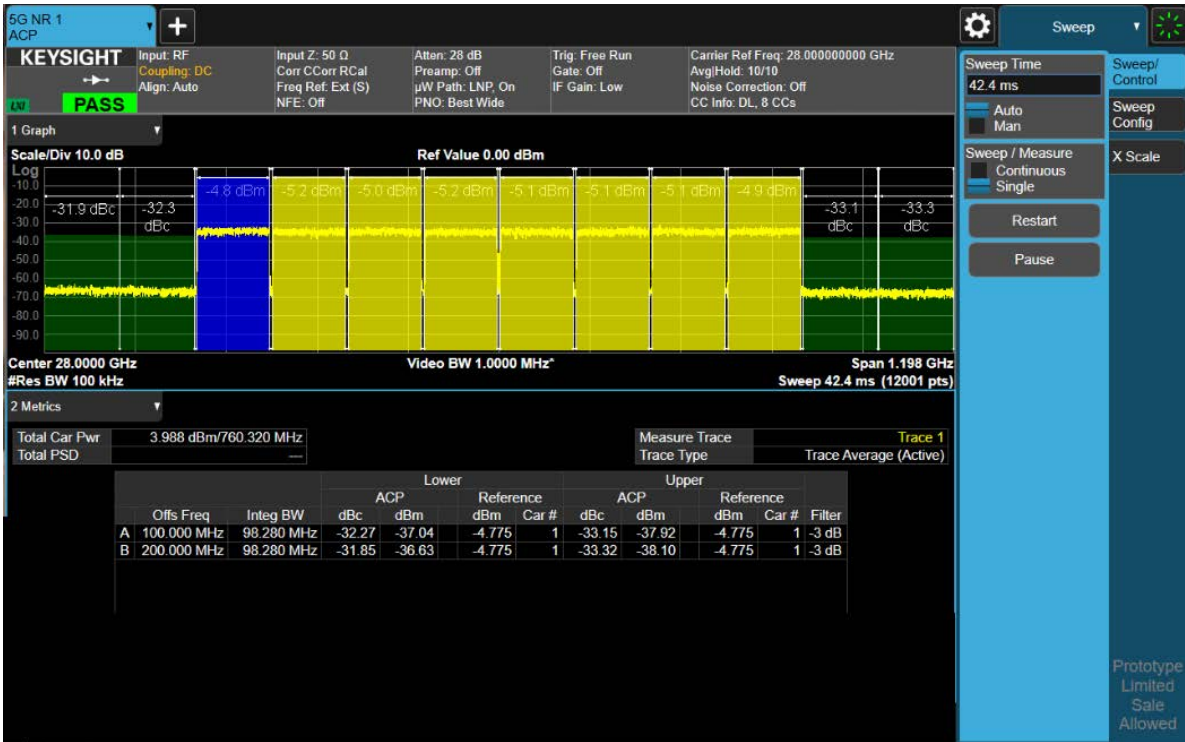 5G NR 1
ACP
+
Sweep
KEYSIGHT
LXI
PASS
Input: RF
Coupling: DC
Align: Auto
Input Z: 50 Ω
Corr CCorr RCal
Freq Ref: Ext (S)
NFE: Off
Atten: 28 dB
Preamp: Off
µW Path: LNP, On
PNO: Best Wide
Trig: Free Run
Gate: Off
IF Gain: Low
Carrier Ref Freq: 28.000000000 GHz
Avg|Hold: 10/10
Noise Correction: Off
CC Info: DL, 8 CCs
1 Graph
Scale/Div 10.0 dB
Ref Value 0.00 dBm
Log
-10.0
-20.0
-30.0
-40.0
-50.0
-60.0
-70.0
-80.0
-90.0
-31.9 dBc
-32.3
dBc
-4.8 dBm
-5.2 dBm
-5.0 dBm
-5.2 dBm
-5.1 dBm
-5.1 dBm
-5.1 dBm
-4.9 dBm
-33.1
dBc
-33.3
dBc
Center 28.0000 GHz
Video BW 1.0000 MHz*
Span 1.198 GHz
#Res BW 100 kHz
Sweep 42.4 ms (12001 pts)
2 Metrics
Total Car Pwr 3.988 dBm/760.320 MHz
Total PSD ---
Measure Trace Trace 1
Trace Type Trace Average (Active)
Lower Upper
ACP Reference ACP Reference
Offs Freq Integ BW dBc dBm dBm Car # dBc dBm dBm Car # Filter
A 100.000 MHz 98.280 MHz -32.27 -37.04 -4.775 1 -33.15 -37.92 -4.775 1 -3 dB
B 200.000 MHz 98.280 MHz -31.85 -36.63 -4.775 1 -33.32 -38.10 -4.775 1 -3 dB
Sweep Time
42.4 ms
Auto
Man
Sweep / Measure
Continuous
Single
Restart
Pause
Sweep/
Control
Sweep
Config
X Scale
Prototype
Limited
Sale
Allowed